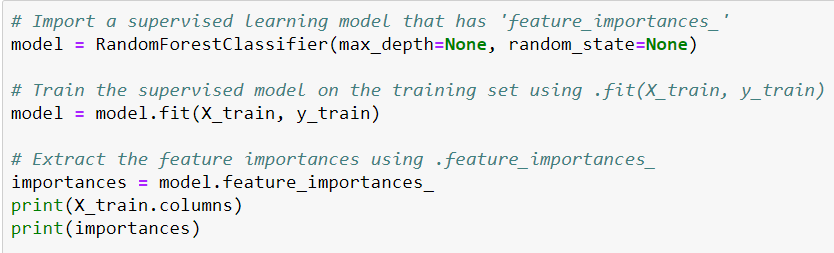 # Import a supervised learning model that has 'feature_importances_'
model = RandomForestClassifier(max_depth=None, random_state=None)
# Train the supervised model on the training set using .fit(X_train, y_train)
model = model.fit(X_train, y_train)
# Extract the feature importances using .feature_importances_
importances = model.feature_importances_
print(X_train.columns)
print(importances)